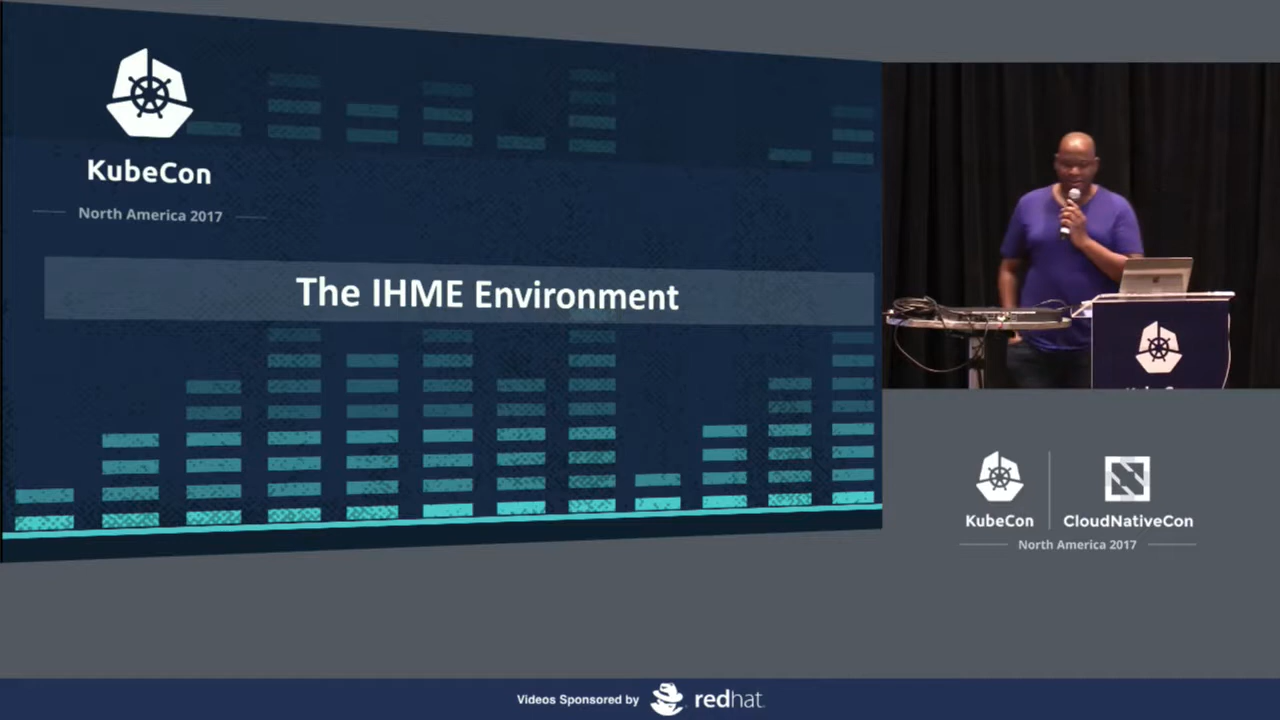 KubeCon
North America 2017
The IHME Environment
KubeCon
CloudNativeCon
North America 2017
Videos Sponsored by redhat.